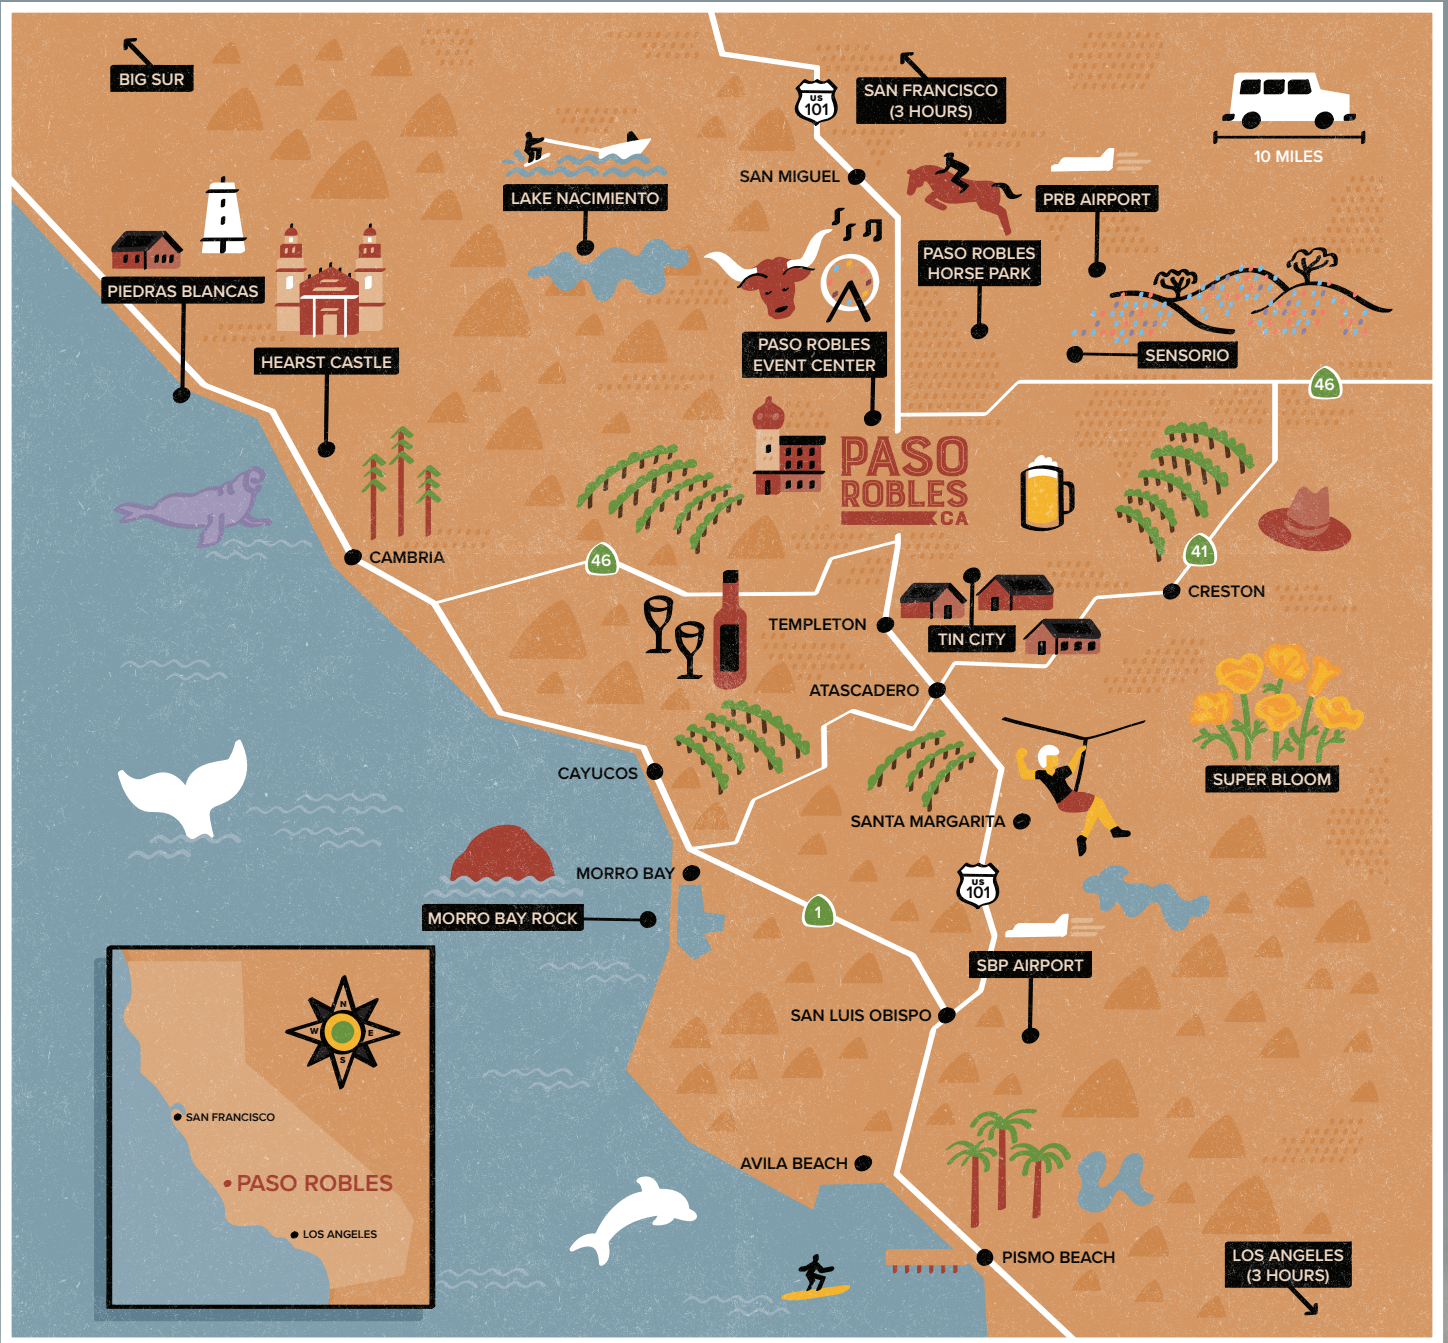 BIG SUR
US
101
SAN FRANCISCO
(3 HOURS)
10 MILES
SAN MIGUEL
LAKE NACIMIENTO
PRB AIRPORT
PASO ROBLES
HORSE PARK
PIEDRAS BLANCAS
HEARST CASTLE
PASO ROBLES
EVENT CENTER
SENSORIO
46
PASO
ROBLES
CA
CAMBRIA
46
41
CRESTON
TEMPLETON
TIN CITY
ATASCADERO
CAYUCOS
SUPER BLOOM
SANTA MARGARITA
MORRO BAY
US
101
MORRO BAY ROCK
1
SBP AIRPORT
SAN LUIS OBISPO
N
W
E
S
SAN FRANCISCO
PASO ROBLES
LOS ANGELES
AVILA BEACH
PISMO BEACH
LOS ANGELES
(3 HOURS)